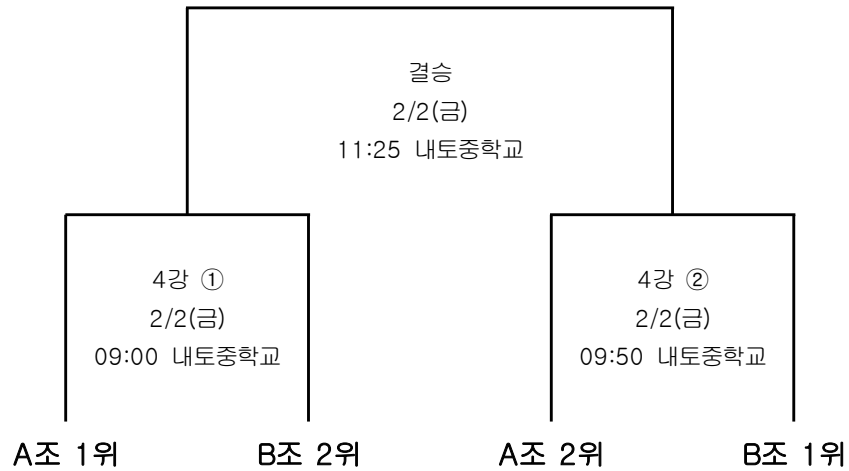 결승
2/2(금)
11:25 내토중학교
4강 ①
2/2(금)
09:00 내토중학교
4강 ②
2/2(금)
09:50 내토중학교
A조 1위
B조 2위
A조 2위
B조 1위